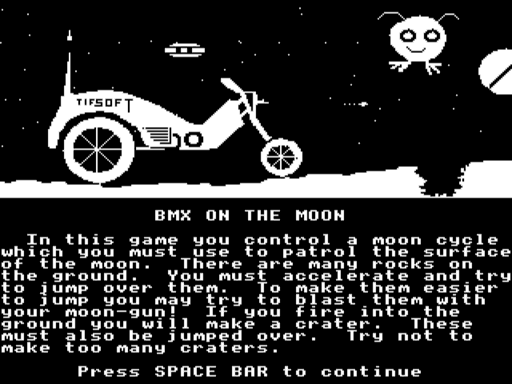 TIFSOFT
BMX ON THE MOON
In this game you control a moon cycle
which you must use to patrol the surface
of the moon. There are many rocks on
the ground. You must accelerate and try
to jump over them. To make them easier
to jump you may try to blast them with
your moon-gun! If you fire into the
ground you will make a crater. These
must also be jumped over. Try not to
make too many craters.
Press SPACE BAR to continue